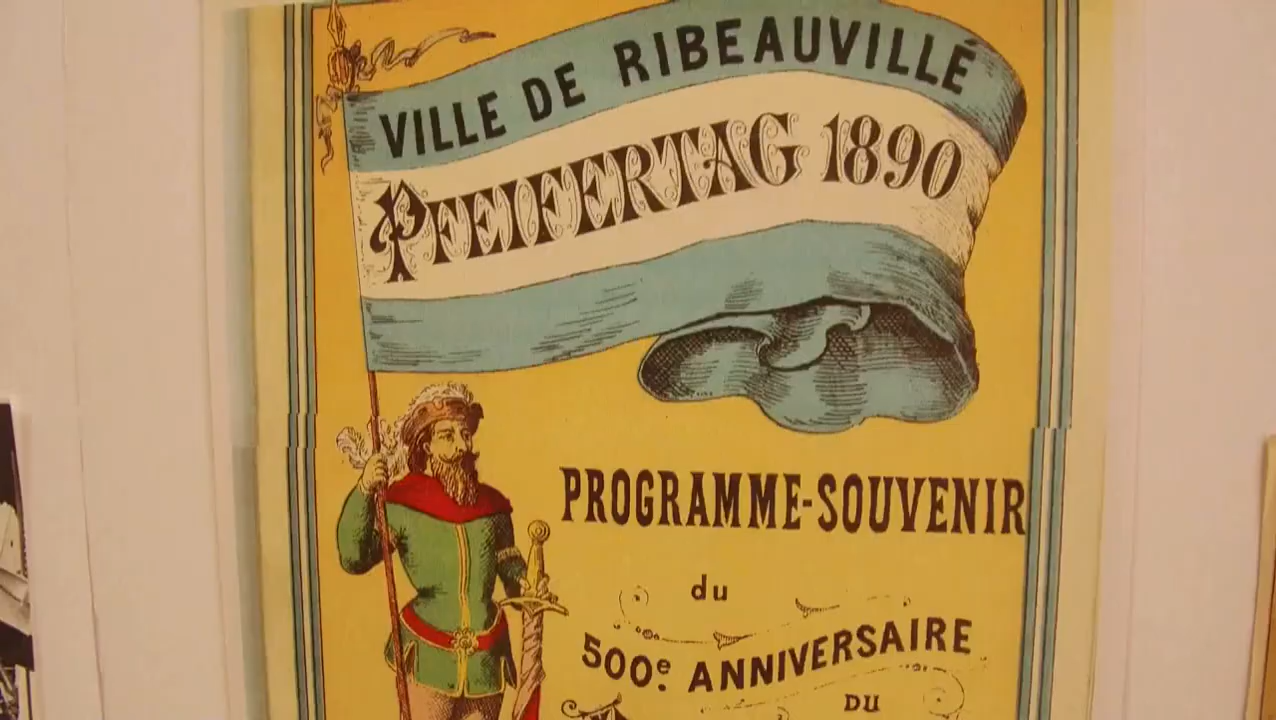 VILLE DE RIBEAUVILLÉ
PFEIFERTAG 1890
PROGRAMME-SOUVENIR
du
500e ANNIVERSAIRE
DU